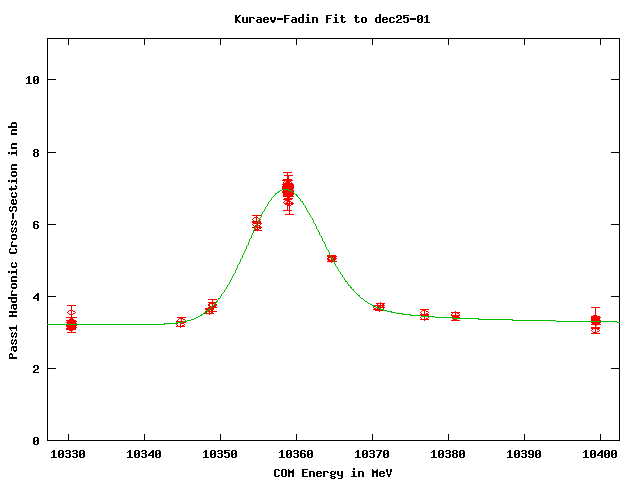 Kuraev-Fadin Fit to dec25-01
Pass1 Hadronic Cross-Section in nb
10
8
6
4
2
0
10330 10340 10350 10360 10370 10380 10390 10400
COM Energy in MeV